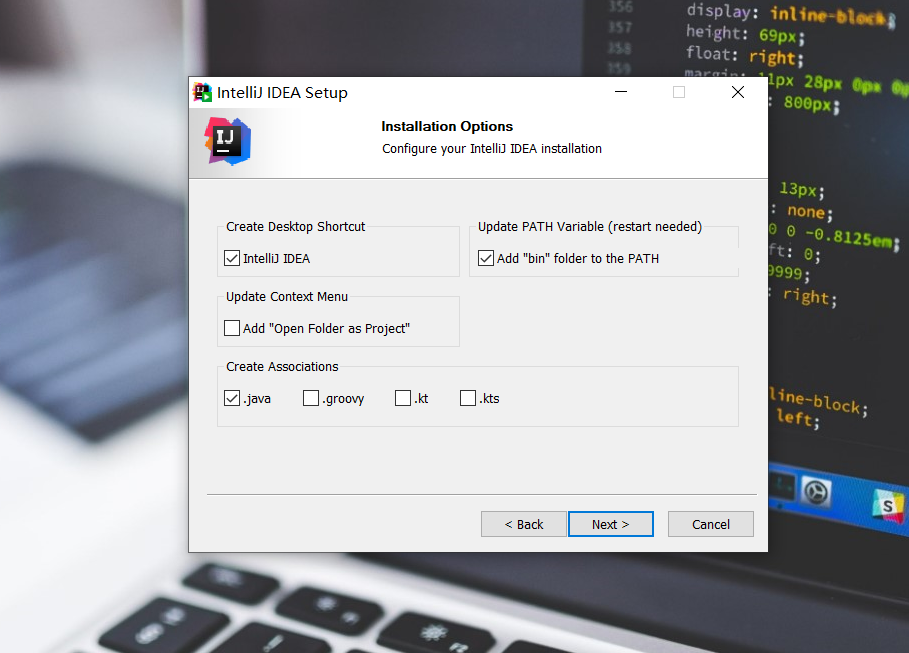 356
display: inline-block;
357
height: 69px;
358
float: right;
359
margin: 11px 28px 0px 0
800px;
IntelliJ IDEA Setup
IJ
Installation Options
Configure your IntelliJ IDEA installation
13px;
: none;
0 0 -0.8125em;
ft: 0;
9999;
: right;
Create Desktop Shortcut
Update PATH Variable (restart needed)
IntelliJ IDEA
Add "bin" folder to the PATH
Update Context Menu
Add "Open Folder as Project"
Create Associations
.java
.groovy
.kt
.kts
line-block;
left;
S
< Back
Next >
Cancel
F2